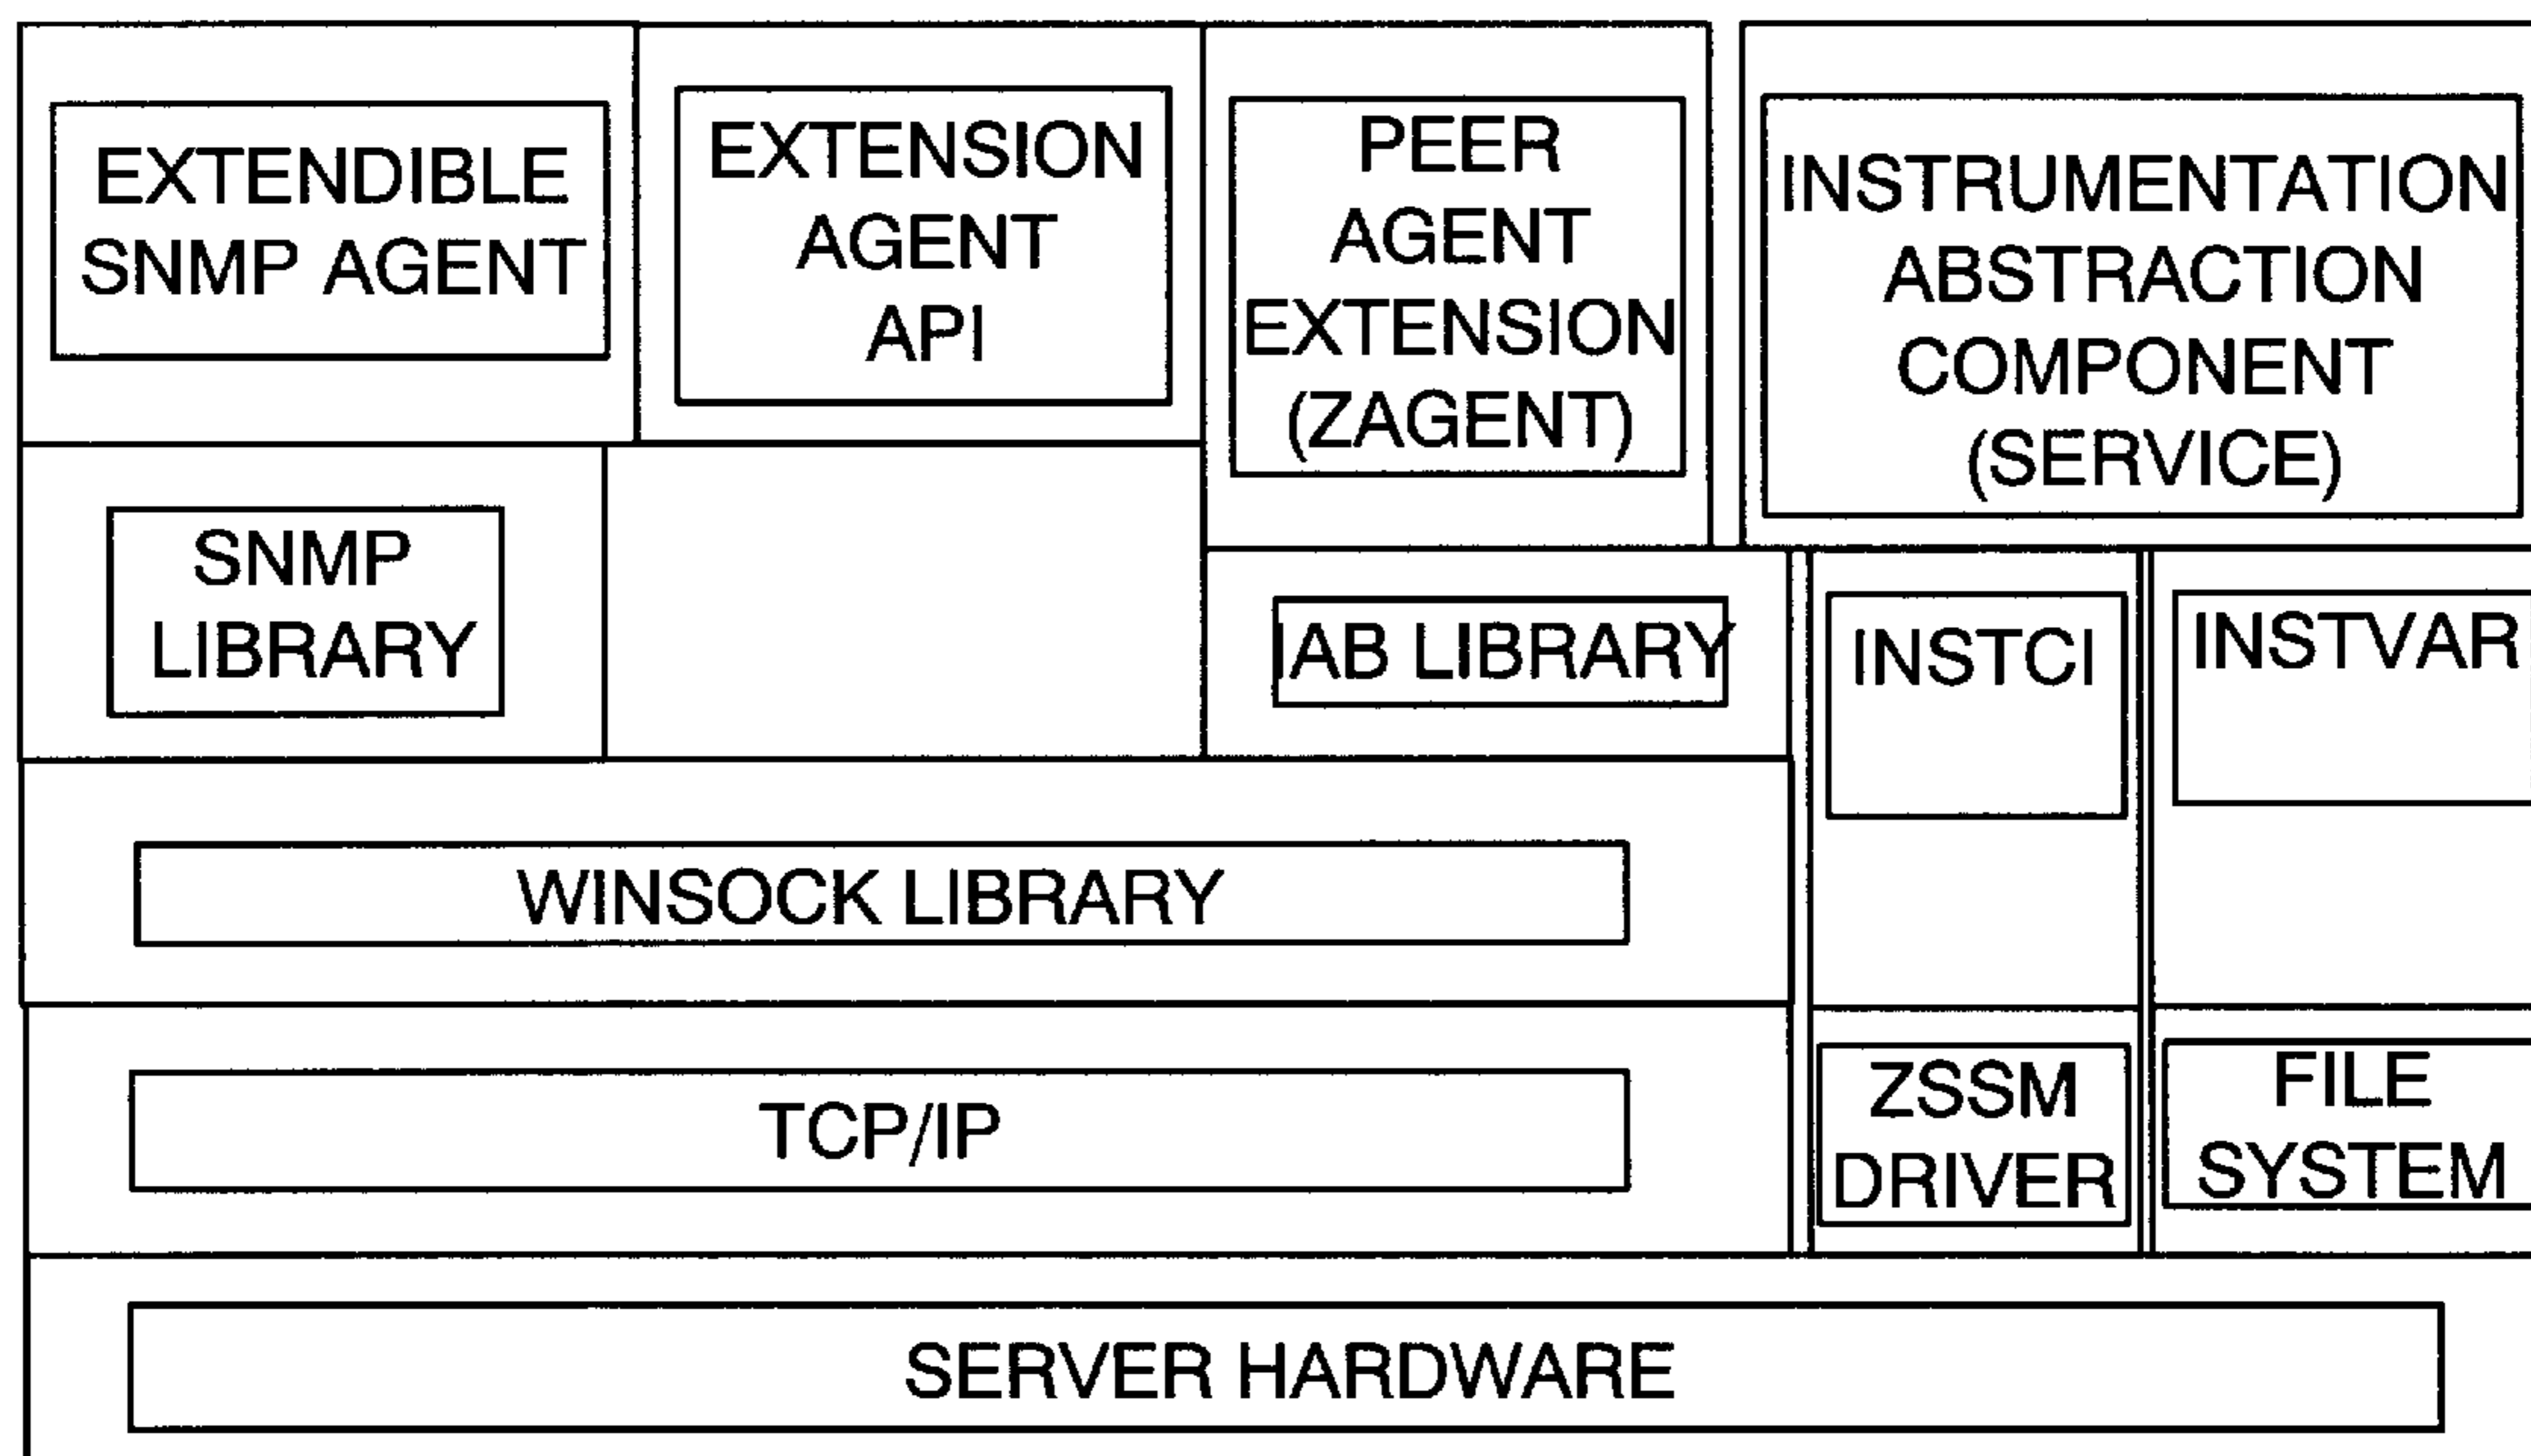 EXTENDIBLE
SNMP AGENT
EXTENSION
AGENT
API
PEER
AGENT
EXTENSION
(ZAGENT)
INSTRUMENTATION
ABSTRACTION
COMPONENT
(SERVICE)
SNMP
LIBRARY
IAB LIBRARY
INSTCI
INSTVAR
WINSOCK LIBRARY
TCP/IP
ZSSM
DRIVER
FILE
SYSTEM
SERVER HARDWARE